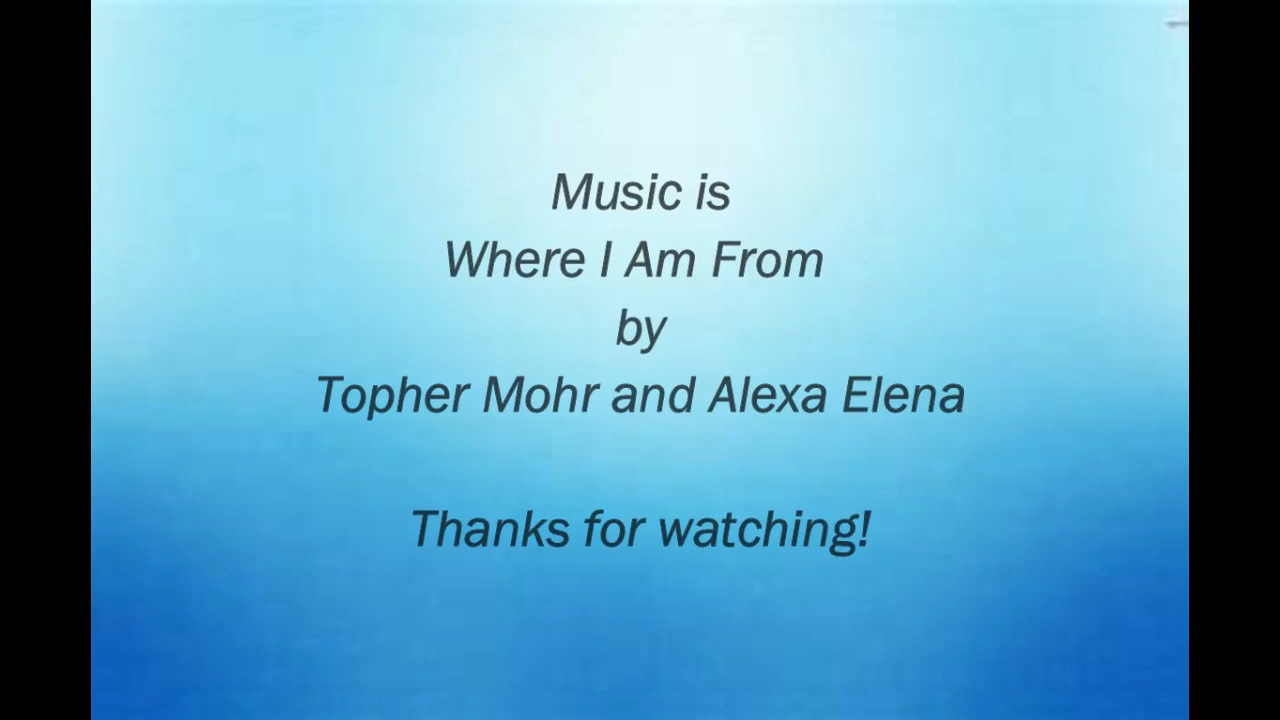 Music is
Where I Am From
by
Topher Mohr and Alexa Elena
Thanks for watching!